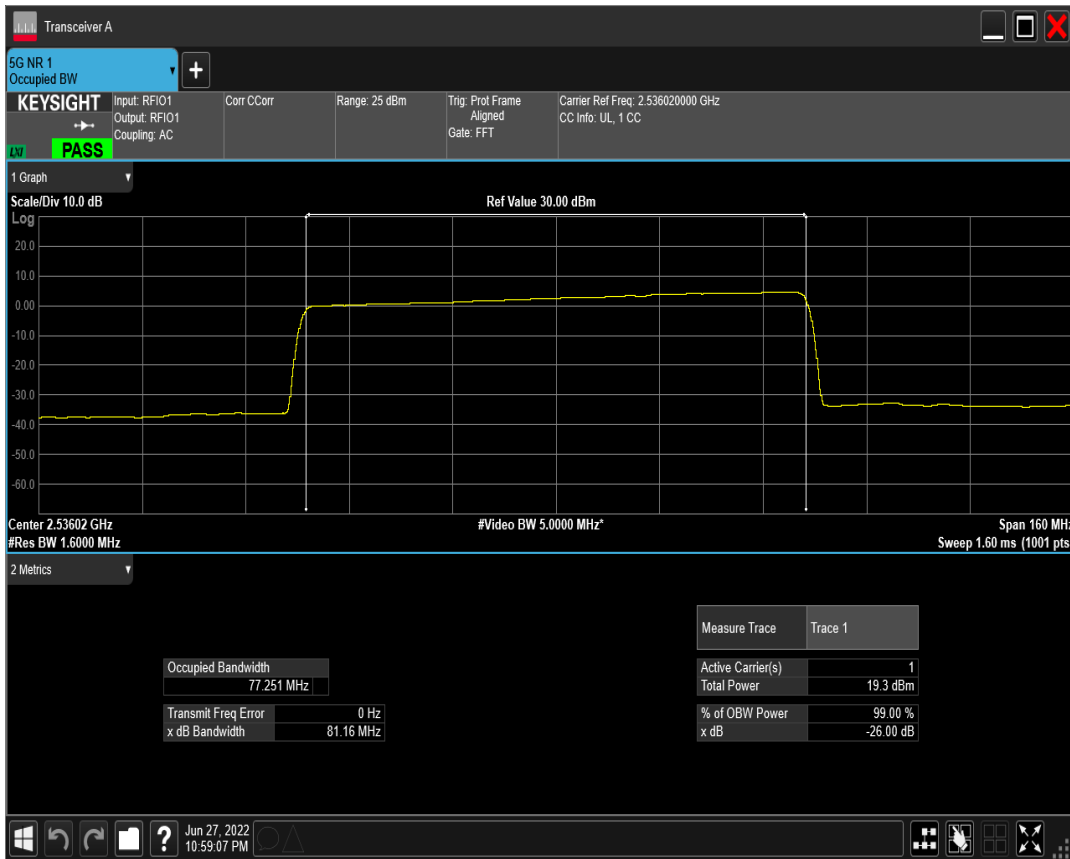 Transceiver A
5G NR 1
Occupied BW
+
KEYSIGHT
LXI
PASS
Input: RFIO1
Output: RFIO1
Coupling: AC
Corr CCorr
Range: 25 dBm
Trig: Prot Frame
Aligned
Gate: FFT
Carrier Ref Freq: 2.536020000 GHz
CC Info: UL, 1 CC
1 Graph
Scale/Div 10.0 dB
Ref Value 30.00 dBm
Log
20.0
10.0
0.00
-10.0
-20.0
-30.0
-40.0
-50.0
-60.0
Center 2.53602 GHz
#Video BW 5.0000 MHz*
Span 160 MHz
#Res BW 1.6000 MHz
Sweep 1.60 ms (1001 pts
2 Metrics
Measure Trace Trace 1
Occupied Bandwidth
77.251 MHz
Active Carrier(s) 1
Total Power 19.3 dBm
Transmit Freq Error 0 Hz
x dB Bandwidth 81.16 MHz
% of OBW Power 99.00 %
x dB -26.00 dB
?
Jun 27, 2022
10:59:07 PM